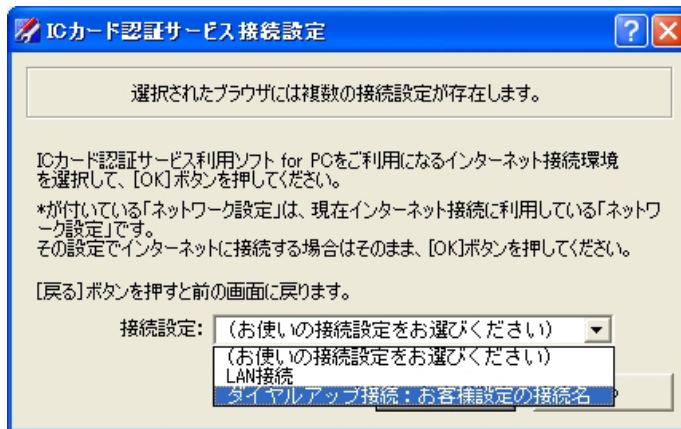 ICカード認証サービス接続設定
選択されたブラウザには複数の接続設定が存在します。
ICカード認証サービス利用ソフト for PCをご利用になるインターネット接続環境
を選択して、[OK]ボタンを押してください。
*が付いている「ネットワーク設定」は、現在インターネット接続に利用している「ネットワ
ーク設定」です。
その設定でインターネットに接続する場合はそのまま、[OK]ボタンを押してください。
[戻る]ボタンを押すと前の画面に戻ります。
接続設定: (お使いの接続設定をお選びください)
(お使いの接続設定をお選びください)
LAN接続
ダイヤルアップ接続:お客様設定の接続名